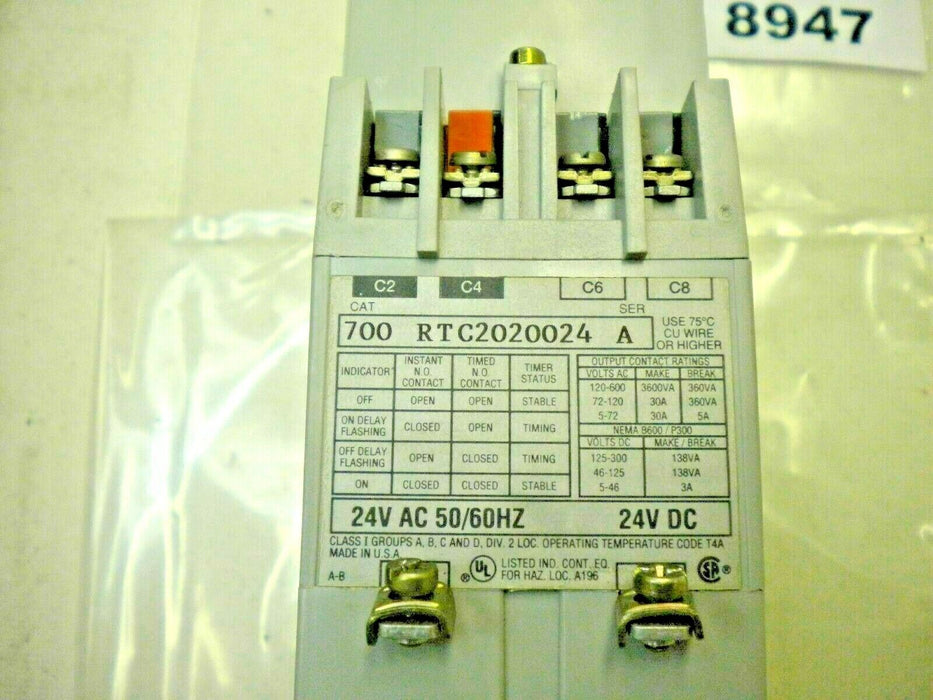 8947
C2 C4 C6 C8
CAT SER
700 RTC2020024 A
USE 75°C
CU WIRE
OR HIGHER
INDICATOR INSTANT N.O. CONTACT TIMED N.O. CONTACT TIMER STATUS
OFF OPEN OPEN STABLE
ON DELAY FLASHING CLOSED OPEN TIMING
OFF DELAY FLASHING OPEN CLOSED TIMING
ON CLOSED CLOSED STABLE
OUTPUT CONTACT RATINGS
VOLTS AC MAKE BREAK
120-600 3600VA 360VA
72-120 30A 360VA
5-72 30A 5A
NEMA B600 / P300
VOLTS DC MAKE / BREAK
125-300 138VA
46-125 138VA
5-46 3A
24V AC 50/60HZ 24V DC
CLASS I GROUPS A, B, C AND D, DIV. 2 LOC. OPERATING TEMPERATURE CODE T4A
MADE IN U.S.A.
A-B ® UL LISTED IND. CONT. EQ.
FOR HAZ. LOC. A196
SA ®